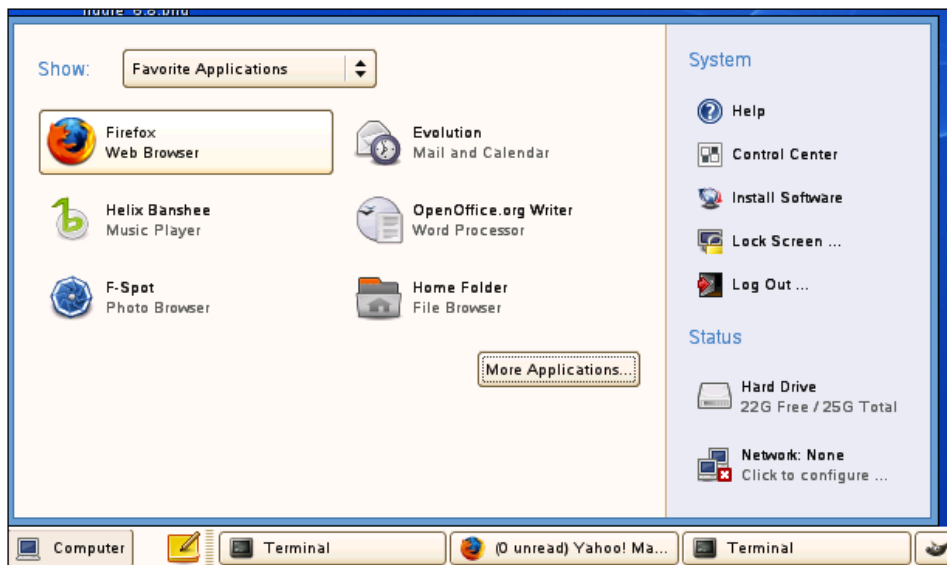 Show: Favorite Applications
Firefox
Web Browser
Evolution
Mail and Calendar
Helix Banshee
Music Player
OpenOffice.org Writer
Word Processor
F-Spot
Photo Browser
Home Folder
File Browser
More Applications...
System
Help
Control Center
Install Software
Lock Screen ...
Log Out ...
Status
Hard Drive
22G Free / 25G Total
Network: None
Click to configure ...
Computer
Terminal
(0 unread) Yahoo! Ma...
Terminal